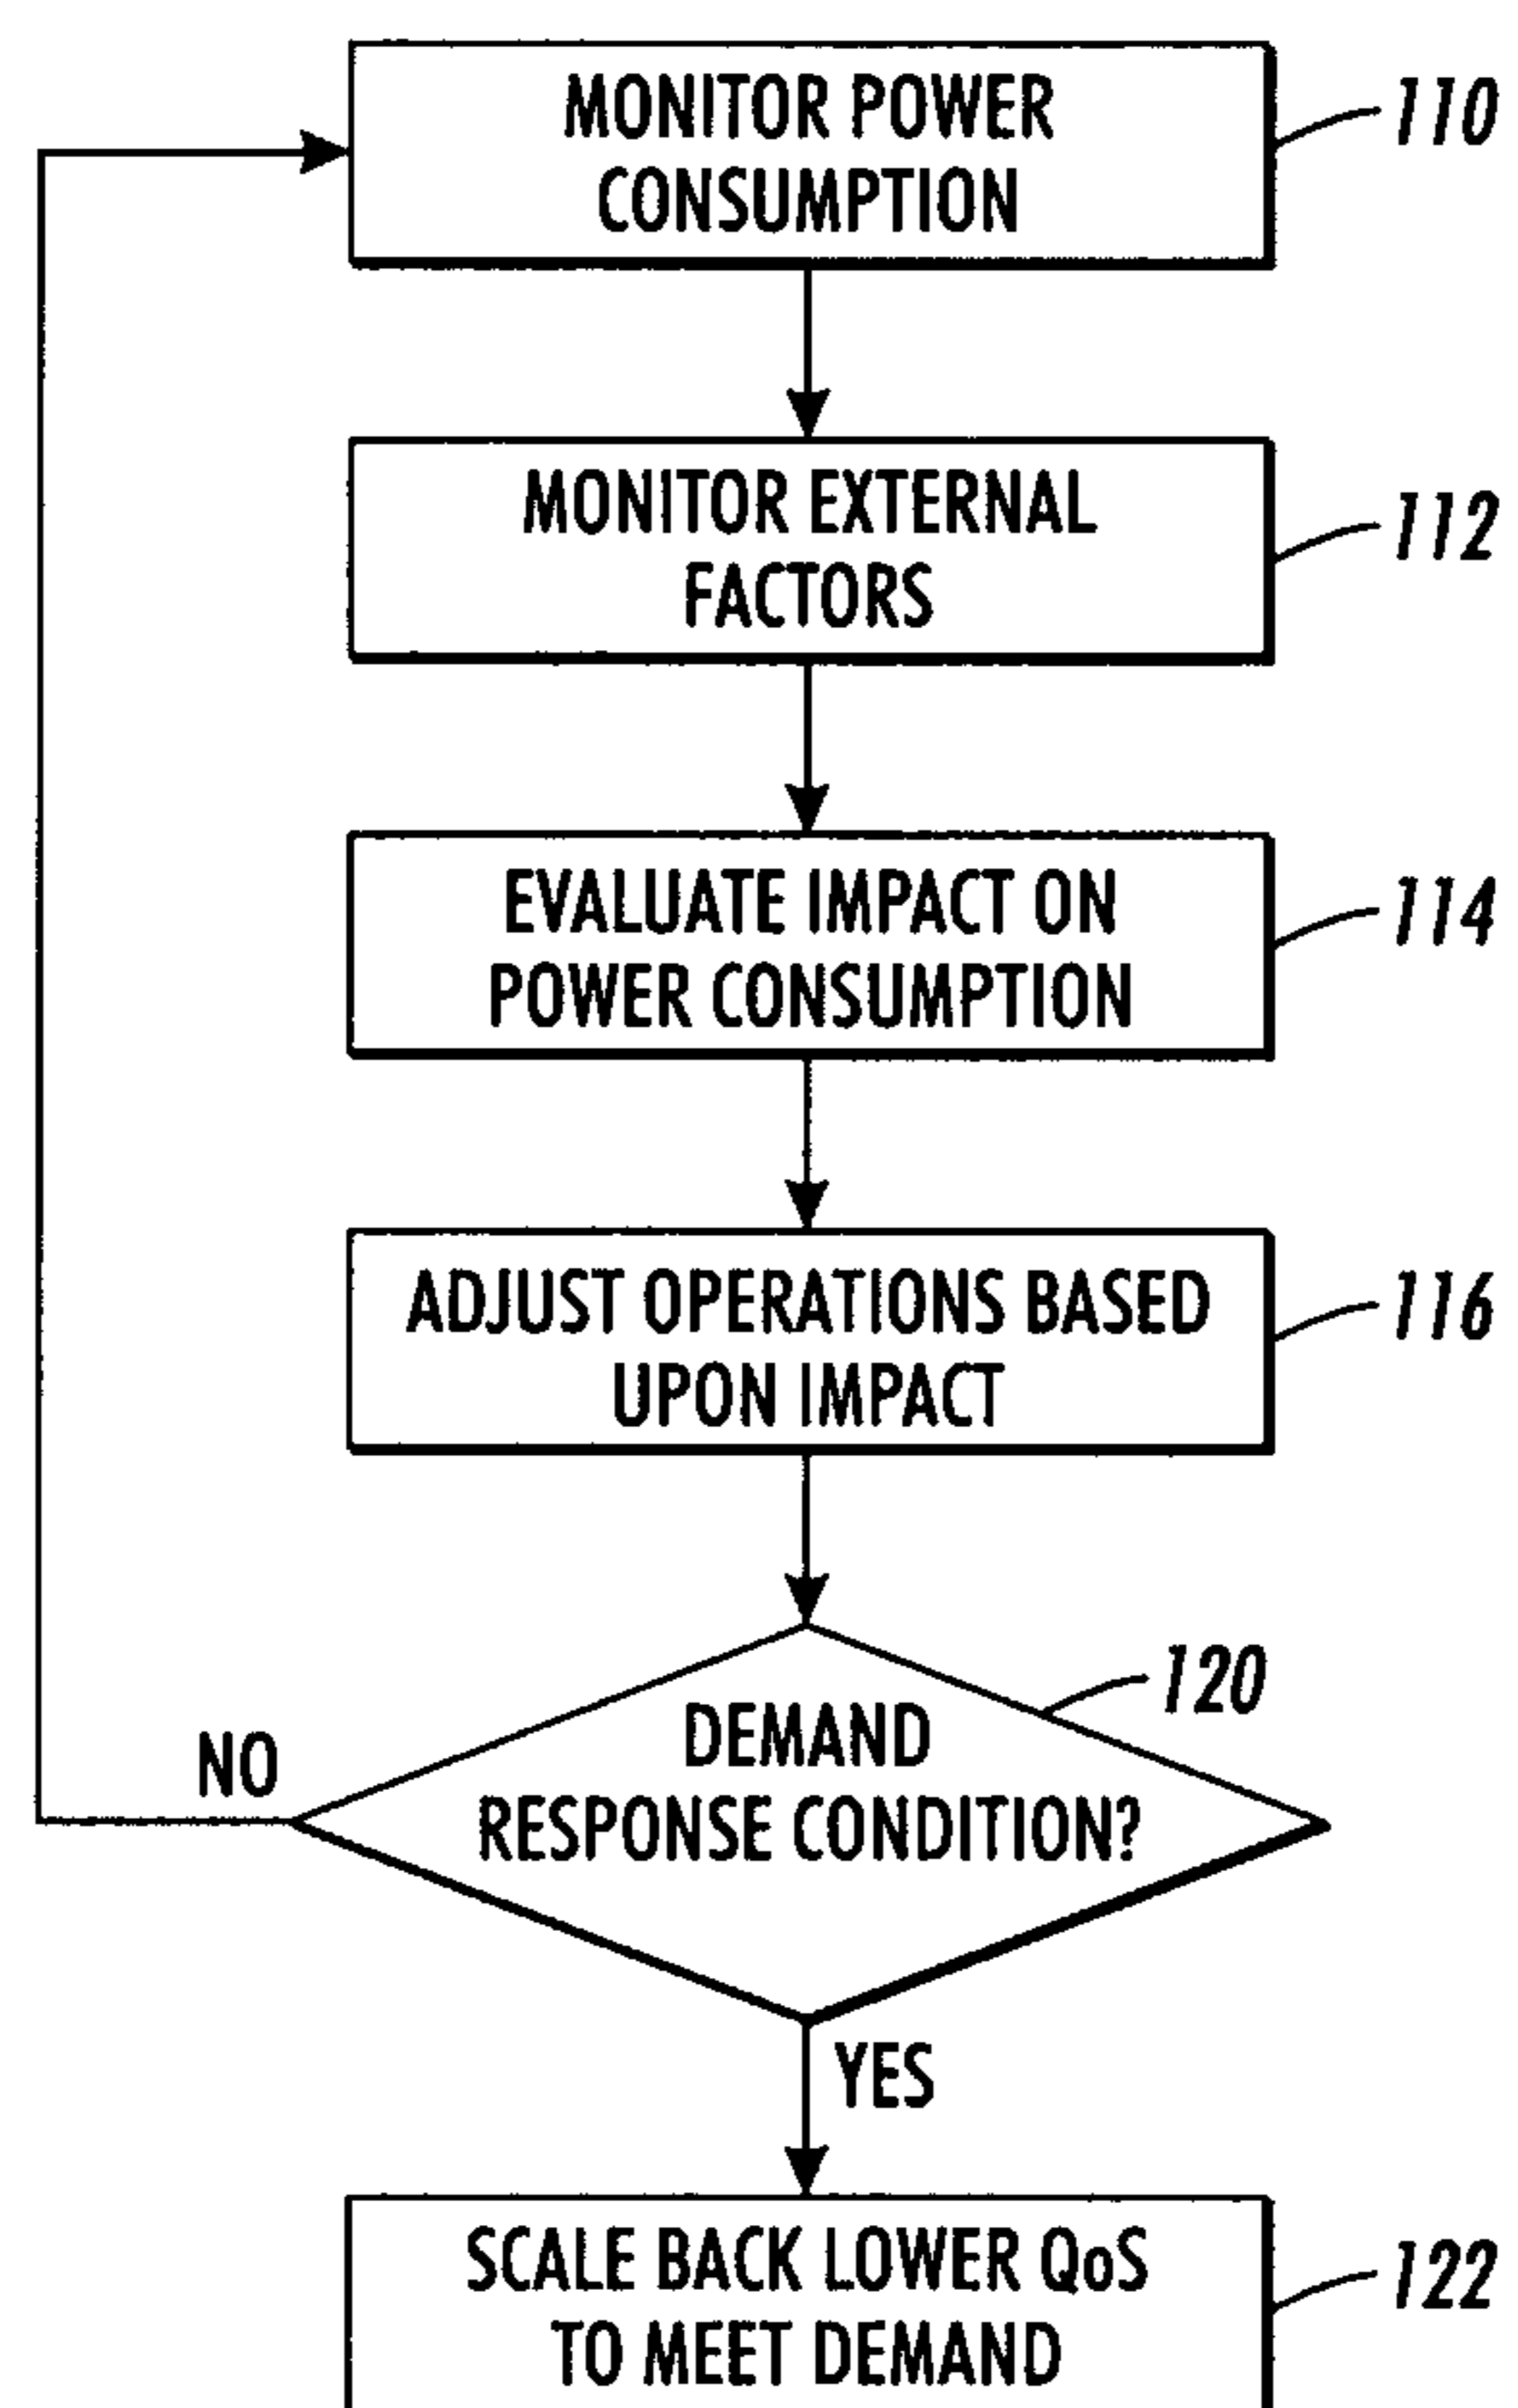 MONITOR POWER
CONSUMPTION
110
MONITOR EXTERNAL
FACTORS
112
EVALUATE IMPACT ON
POWER CONSUMPTION
114
ADJUST OPERATIONS BASED
UPON IMPACT
116
120
DEMAND
RESPONSE CONDITION?
NO
YES
SCALE BACK LOWER QoS
TO MEET DEMAND
122